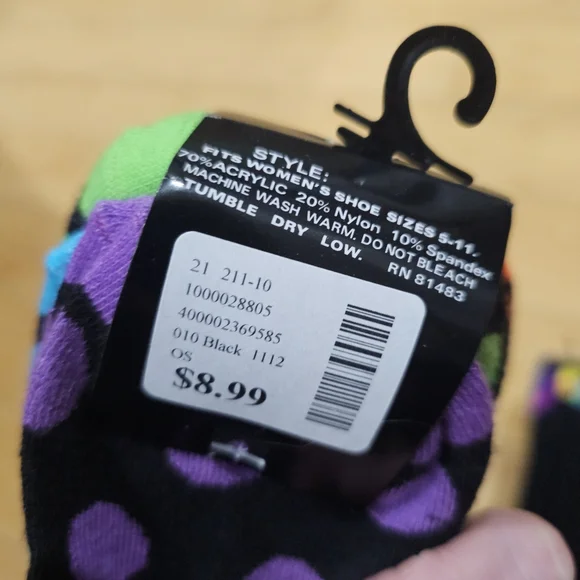 STYLE:
FITS WOMEN'S SHOE SIZES 5-11.
70% ACRYLIC 20% Nylon 10% Spandex
MACHINE WASH WARM. DO NOT BLEACH
TUMBLE DRY LOW. RN 81483
21 211-10
1000028805
400002369585
010 Black 1112
OS
$8.99